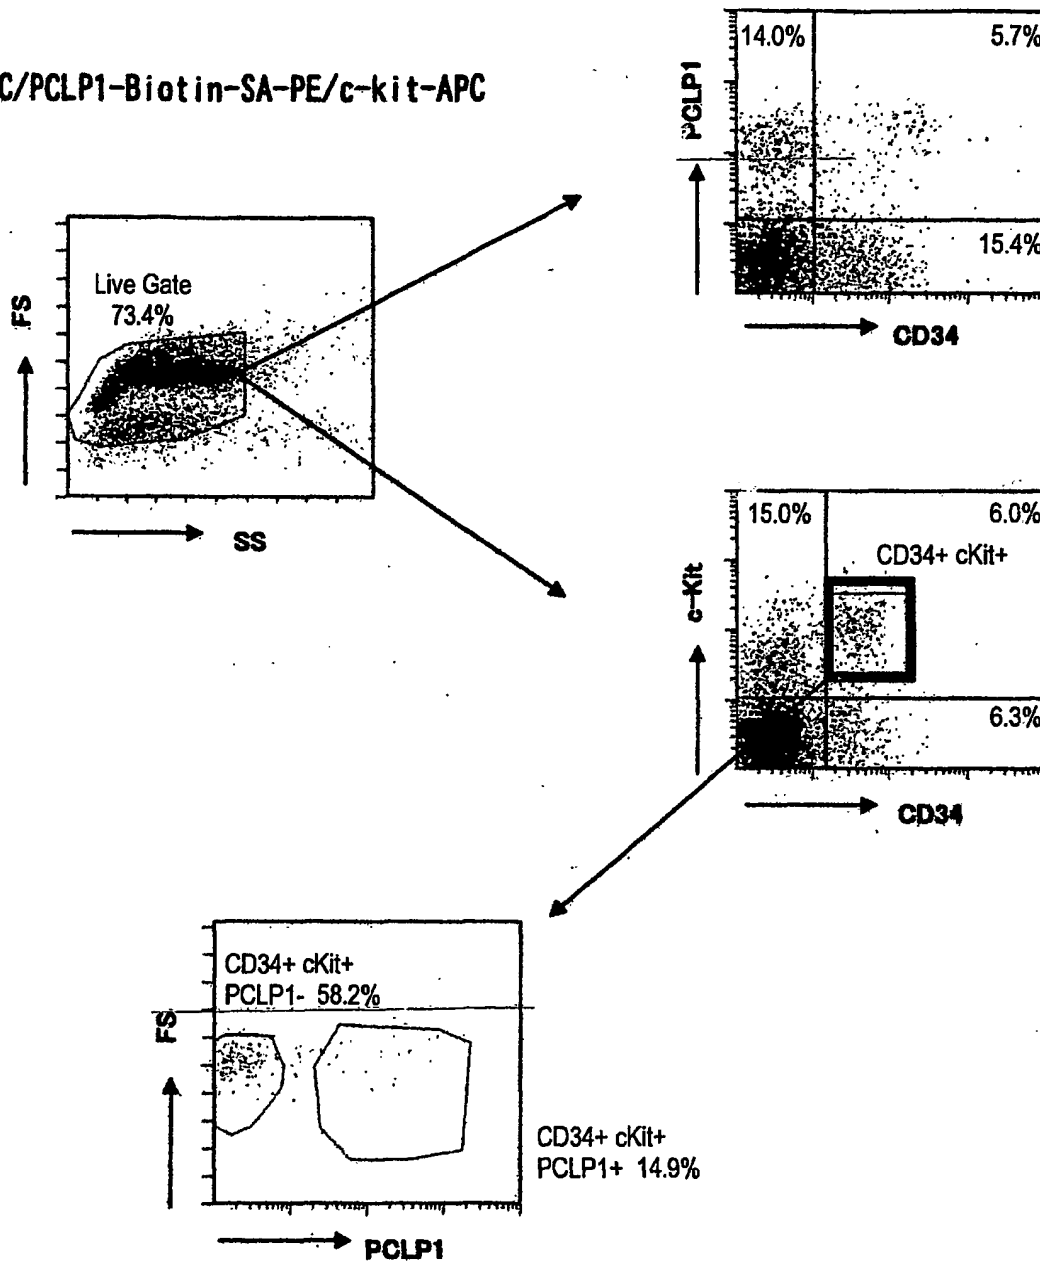 C/PCLP1-Biotin-SA-PE/c-kit-APC
14.0%
5.7%
PCLP1
15.4%
CD34
Live Gate
73.4%
FS
SS
15.0%
6.0%
CD34+ cKit+
c-Kit
6.3%
CD34
CD34+ cKit+
PCLP1- 58.2%
FS
CD34+ cKit+
PCLP1+ 14.9%
PCLP1